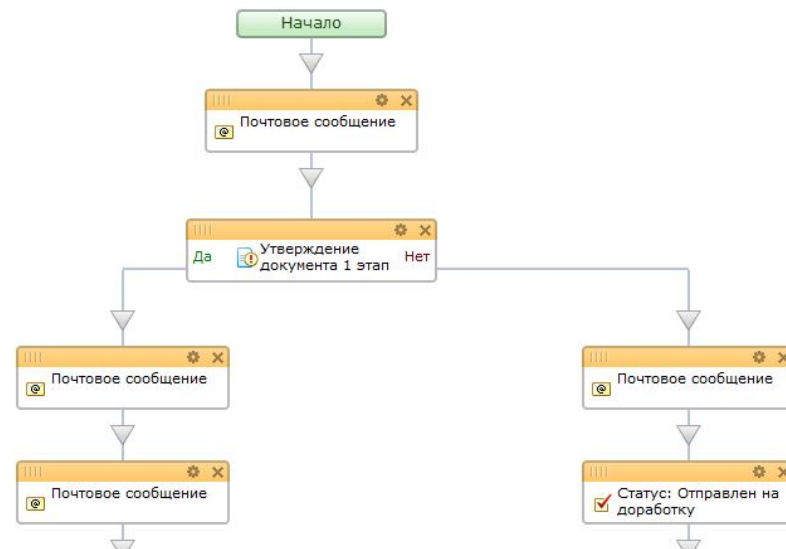 Начало
Почтовое сообщение
Да
Утверждение
документа 1 этап
Нет
Почтовое сообщение
Почтовое сообщение
Почтовое сообщение
Статус: Отправлен на
доработку